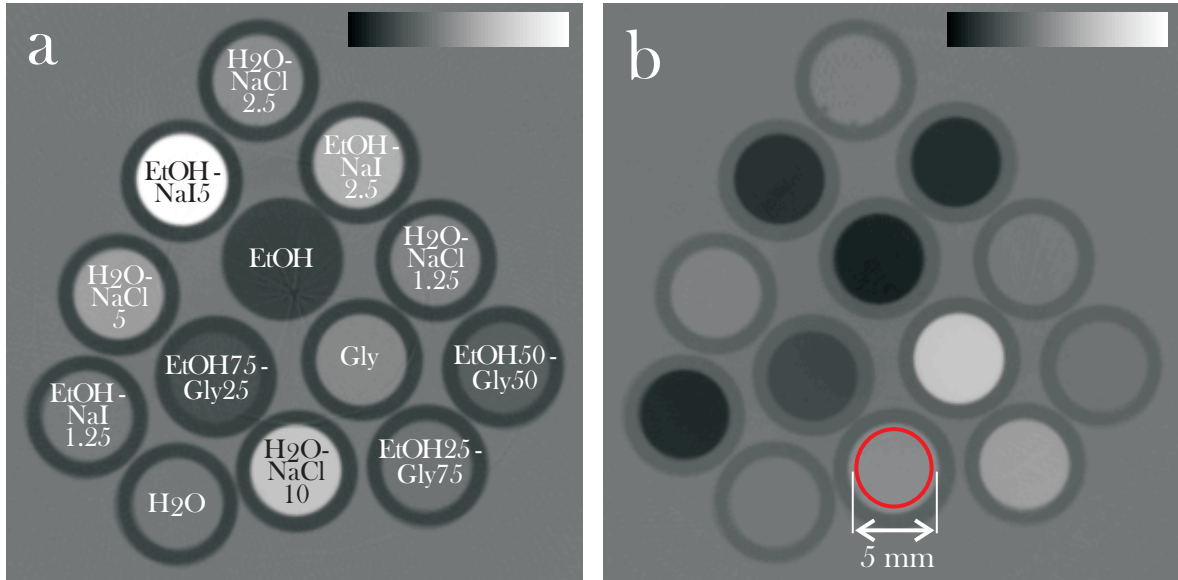 a
H2O-
NaCl
2.5
EtOH -
NaI5
EtOH -
NaI
2.5
EtOH
H2O-
NaCl
1.25
H2O-
NaCl
5
EtOH75 -
Gly25
Gly
EtOH50 -
Gly50
EtOH -
NaI
1.25
H2O
H2O-
NaCl
10
EtOH25 -
Gly75
b
5 mm